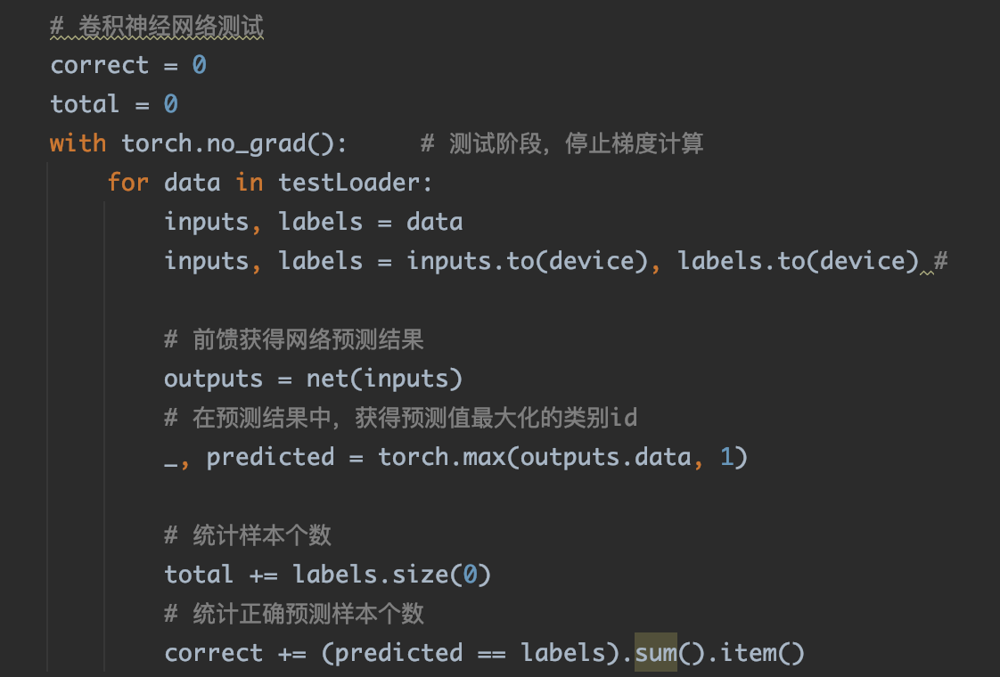 # 卷积神经网络测试
correct = 0
total = 0
with torch.no_grad():     # 测试阶段，停止梯度计算
    for data in testLoader:
        inputs, labels = data
        inputs, labels = inputs.to(device), labels.to(device) #
        # 前馈获得网络预测结果
        outputs = net(inputs)
        # 在预测结果中，获得预测值最大化的类别id
        _, predicted = torch.max(outputs.data, 1)
        # 统计样本个数
        total += labels.size(0)
        # 统计正确预测样本个数
        correct += (predicted == labels).sum().item()